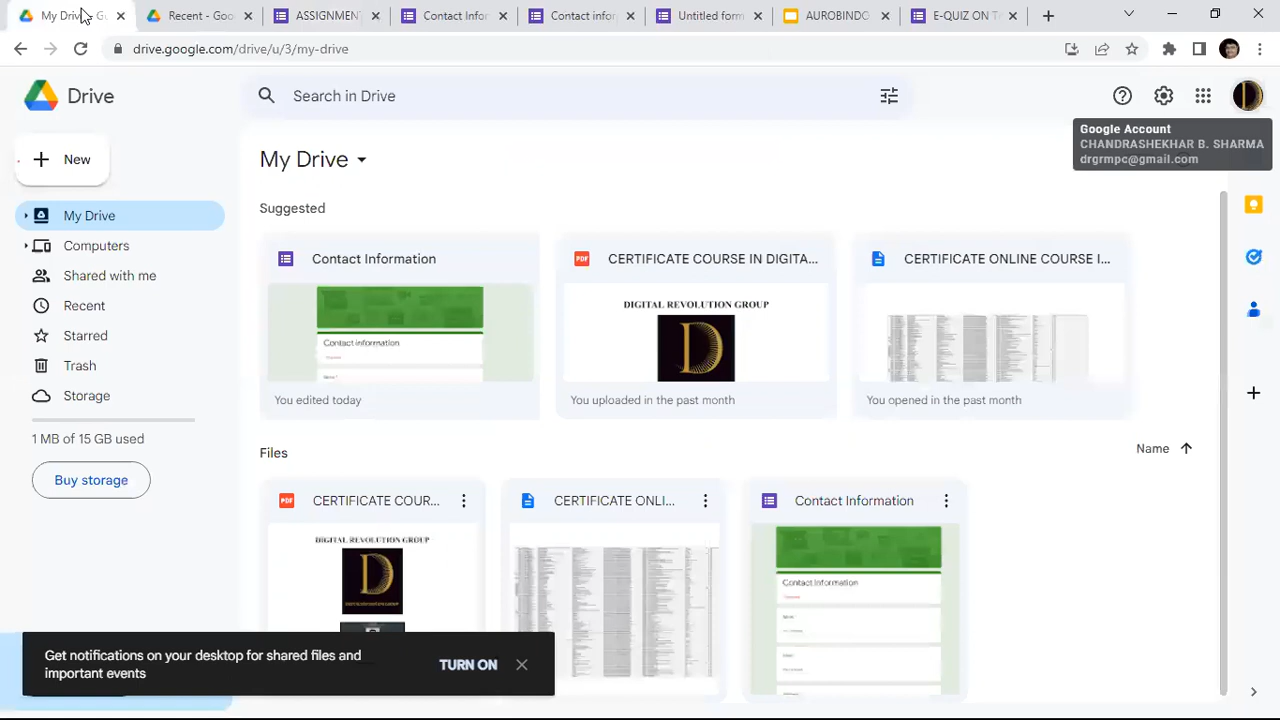 My Drive - Go
Recent - Goo
ASSIGNMENT
Contact Infor
Contact infor
Untitled form
AUROBINDO
E-QUIZ ON T
drive.google.com/drive/u/3/my-drive
Drive
Search in Drive
Google Account
CHANDRASHEKHAR B. SHARMA
drgrmpc@gmail.com
New
My Drive
Computers
Shared with me
Recent
Starred
Trash
Storage
1 MB of 15 GB used
Buy storage
My Drive
Suggested
Contact Information
Contact information
Name *
You edited today
CERTIFICATE COURSE IN DIGITA...
DIGITAL REVOLUTION GROUP
D
You uploaded in the past month
CERTIFICATE ONLINE COURSE I...
You opened in the past month
Files
Name
CERTIFICATE COUR...
DIGITAL REVOLUTION GROUP
D
CERTIFICATE ONLI...
Contact Information
Contact Information
Get notifications on your desktop for shared files and
important events
TURN ON